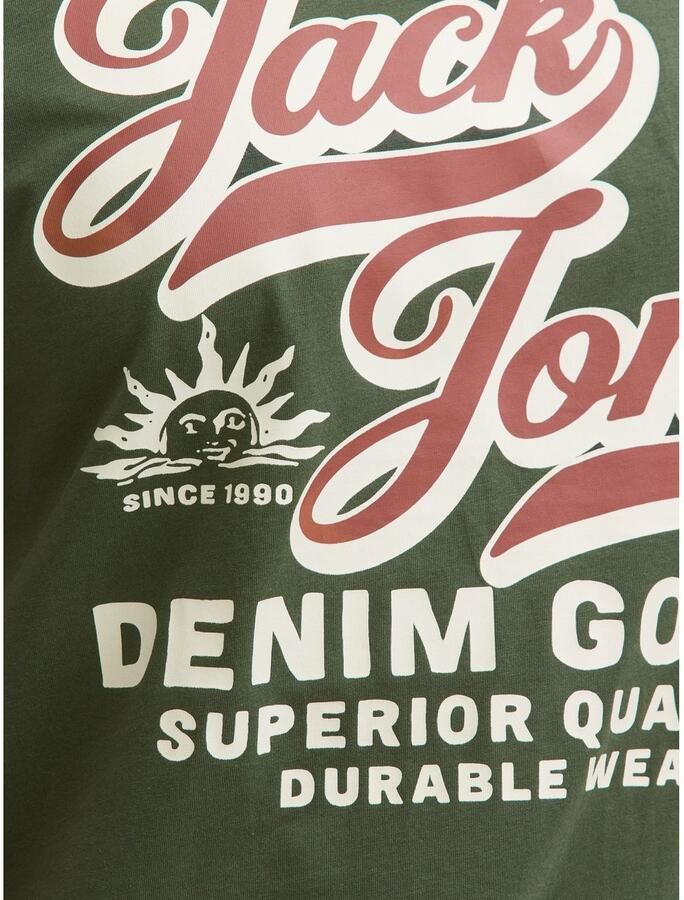 Jack
Jon
SINCE 1990
DENIM GO
SUPERIOR QUA
DURABLE WEA